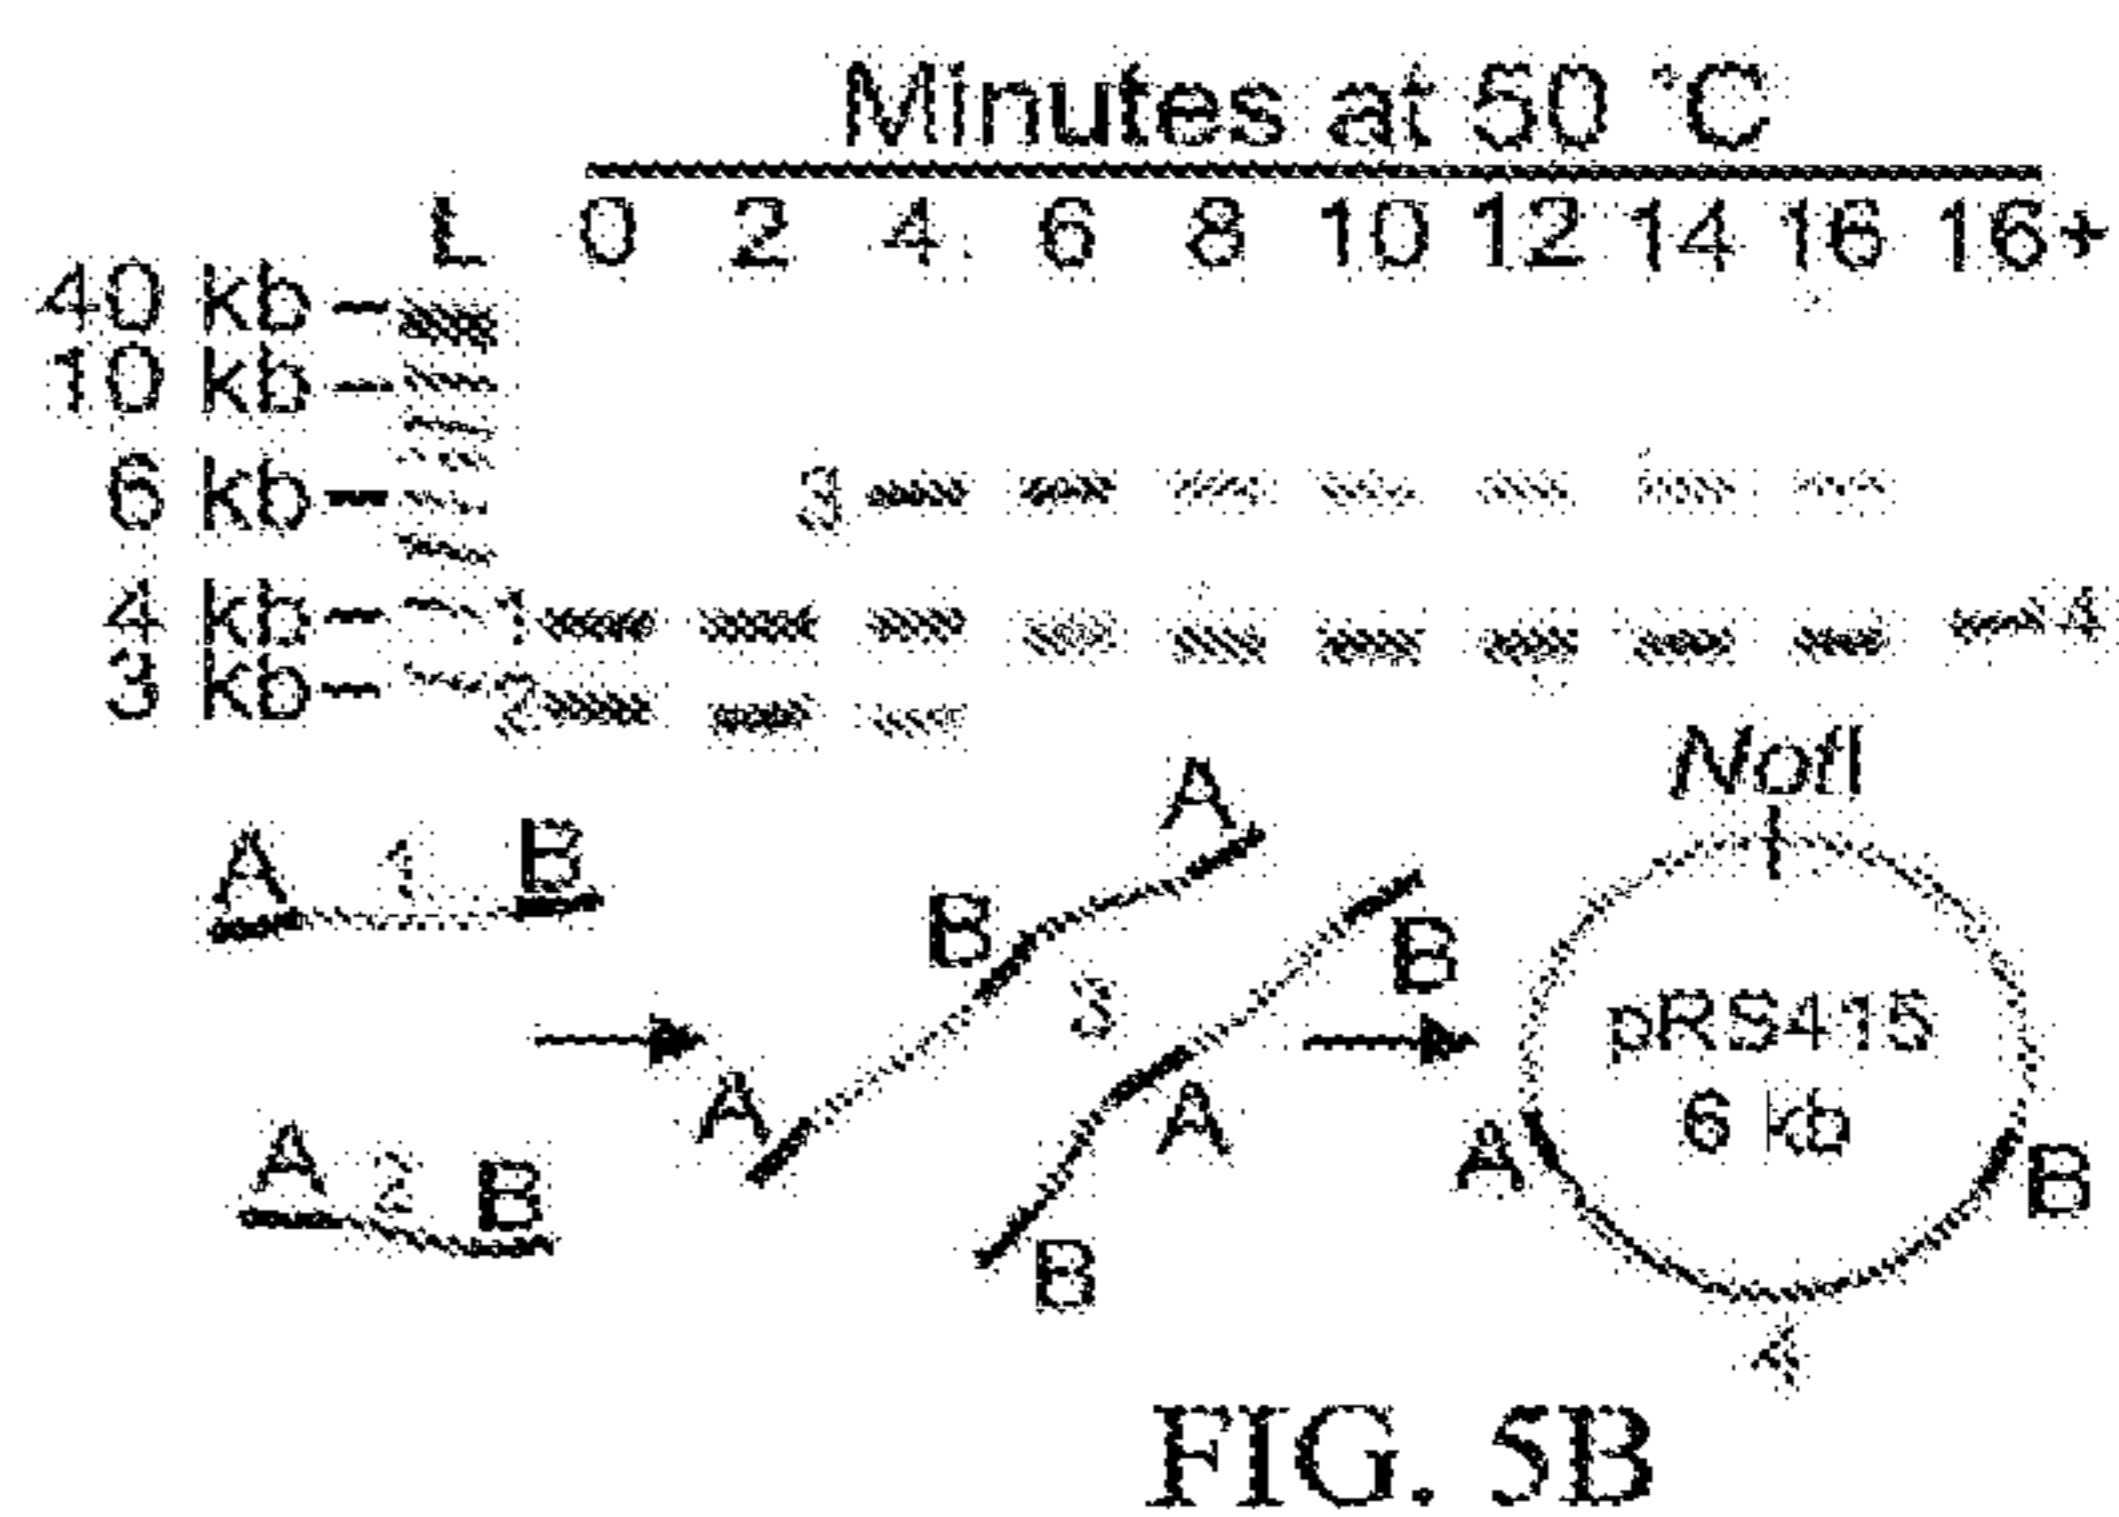 Minutes at 50 °C
L 0 2 4 6 8 10 12 14 16 16+
40 kb
10 kb
6 kb 3
4 kb 1 4
3 kb 2
NotI
A 1 B
A
B
B
3
pRS415
6 kb
A
A
A B
A 2 B
B
4
FIG. 5B